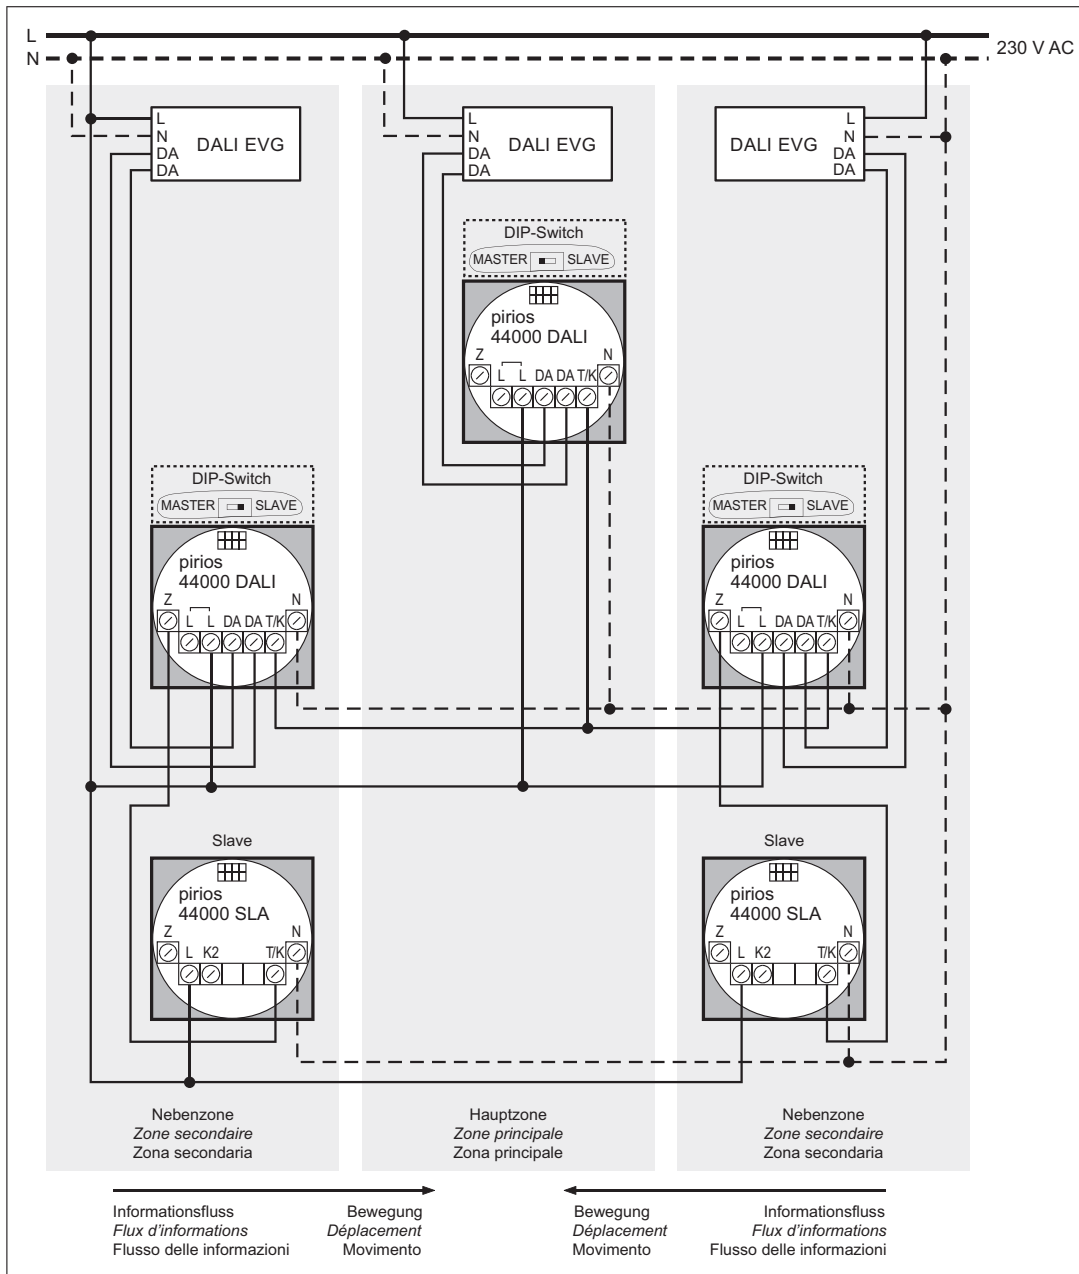 L
N
230 V AC
L
N
DA
DA
DALI EVG
L
N
DA
DA
DALI EVG
DALI EVG
L
N
DA
DA
DIP-Switch
MASTER SLAVE
pirios
44000 DALI
Z N
L L DA DA T/K
DIP-Switch
MASTER SLAVE
pirios
44000 DALI
Z N
L L DA DA T/K
DIP-Switch
MASTER SLAVE
pirios
44000 DALI
Z N
L L DA DA T/K
Slave
pirios
44000 SLA
Z N
L K2 T/K
Slave
pirios
44000 SLA
Z N
L K2 T/K
Nebenzone
Zone secondaire
Zona secondaria
Hauptzone
Zone principale
Zona principale
Nebenzone
Zone secondaire
Zona secondaria
Informationsfluss
Flux d'informations
Flusso delle informazioni
Bewegung
Déplacement
Movimento
Bewegung
Déplacement
Movimento
Informationsfluss
Flux d'informations
Flusso delle informazioni